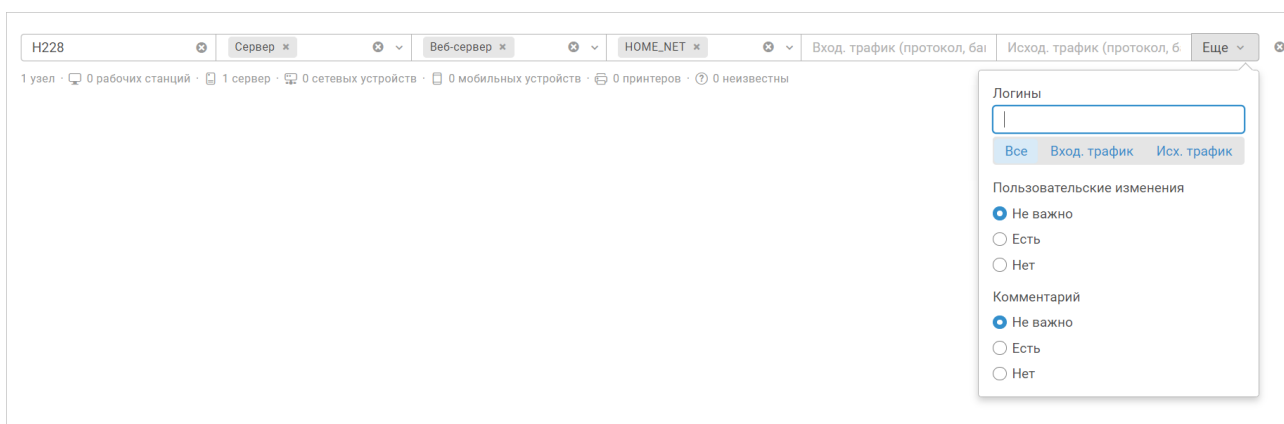 H228 Сервер Веб-сервер HOME_NET Вход. трафик (протокол, бан Исход. трафик (протокол, б Еще
1 узел · 0 рабочих станций · 1 сервер · 0 сетевых устройств · 0 мобильных устройств · 0 принтеров · 0 неизвестны
Логины
Все Вход. трафик Исх. трафик
Пользовательские изменения
Не важно
Есть
Нет
Комментарий
Не важно
Есть
Нет